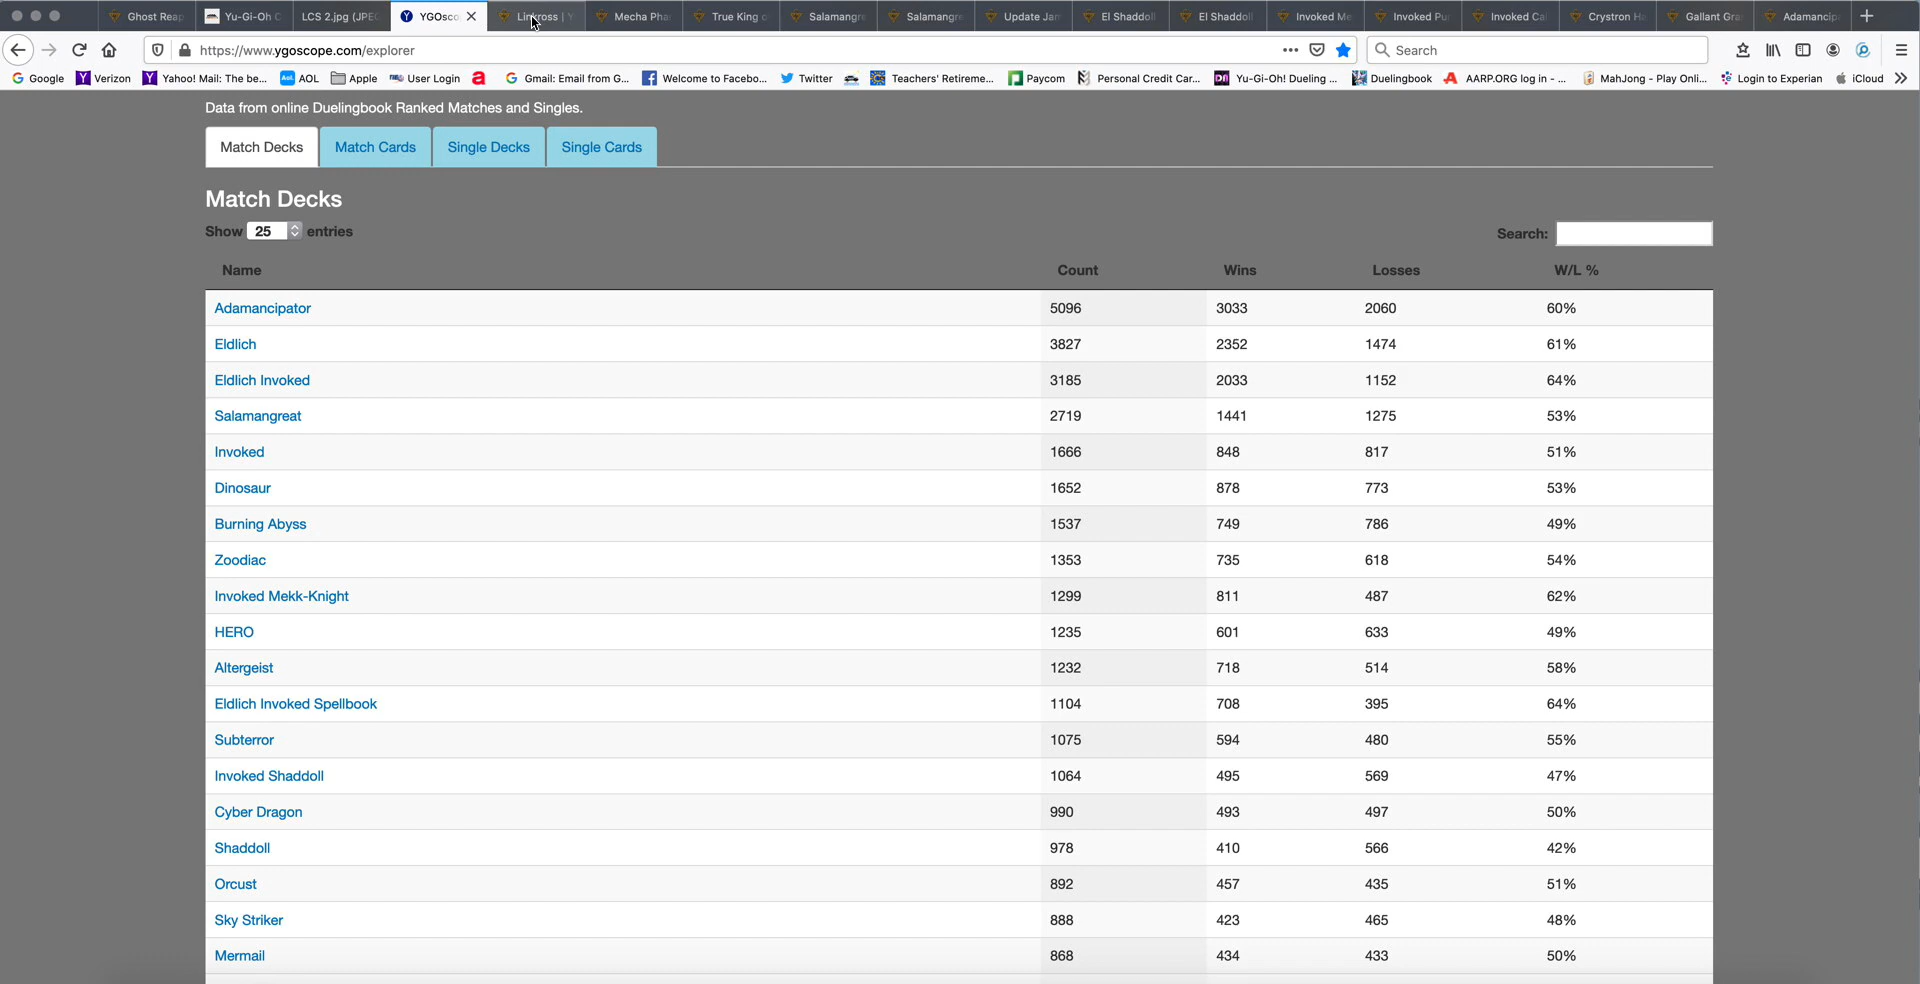 Ghost Reap Yu-Gi-Oh C LCS 2.jpg (JPEG YGOsco Linkross | Y Mecha Pha True King o Salamangre Salamangre Update Jam El Shaddoll El Shaddoll Invoked Me Invoked Pu Invoked Ca Crystron Ha Gallant Gra Adamancip
https://www.ygoscope.com/explorer Search
Google Verizon Yahoo! Mail: The be... AOL Apple User Login Gmail: Email from G... Welcome to Facebo... Twitter Teachers' Retireme... Paycom Personal Credit Car... Yu-Gi-Oh! Dueling ... Duelingbook AARP.ORG log in - ... MahJong - Play Onli... Login to Experian iCloud
Data from online Duelingbook Ranked Matches and Singles.
Match Decks Match Cards Single Decks Single Cards
Match Decks
Show 25 entries Search:
Name Count Wins Losses W/L %
Adamancipator 5096 3033 2060 60%
Eldlich 3827 2352 1474 61%
Eldlich Invoked 3185 2033 1152 64%
Salamangreat 2719 1441 1275 53%
Invoked 1666 848 817 51%
Dinosaur 1652 878 773 53%
Burning Abyss 1537 749 786 49%
Zoodiac 1353 735 618 54%
Invoked Mekk-Knight 1299 811 487 62%
HERO 1235 601 633 49%
Altergeist 1232 718 514 58%
Eldlich Invoked Spellbook 1104 708 395 64%
Subterror 1075 594 480 55%
Invoked Shaddoll 1064 495 569 47%
Cyber Dragon 990 493 497 50%
Shaddoll 978 410 566 42%
Orcust 892 457 435 51%
Sky Striker 888 423 465 48%
Mermail 868 434 433 50%